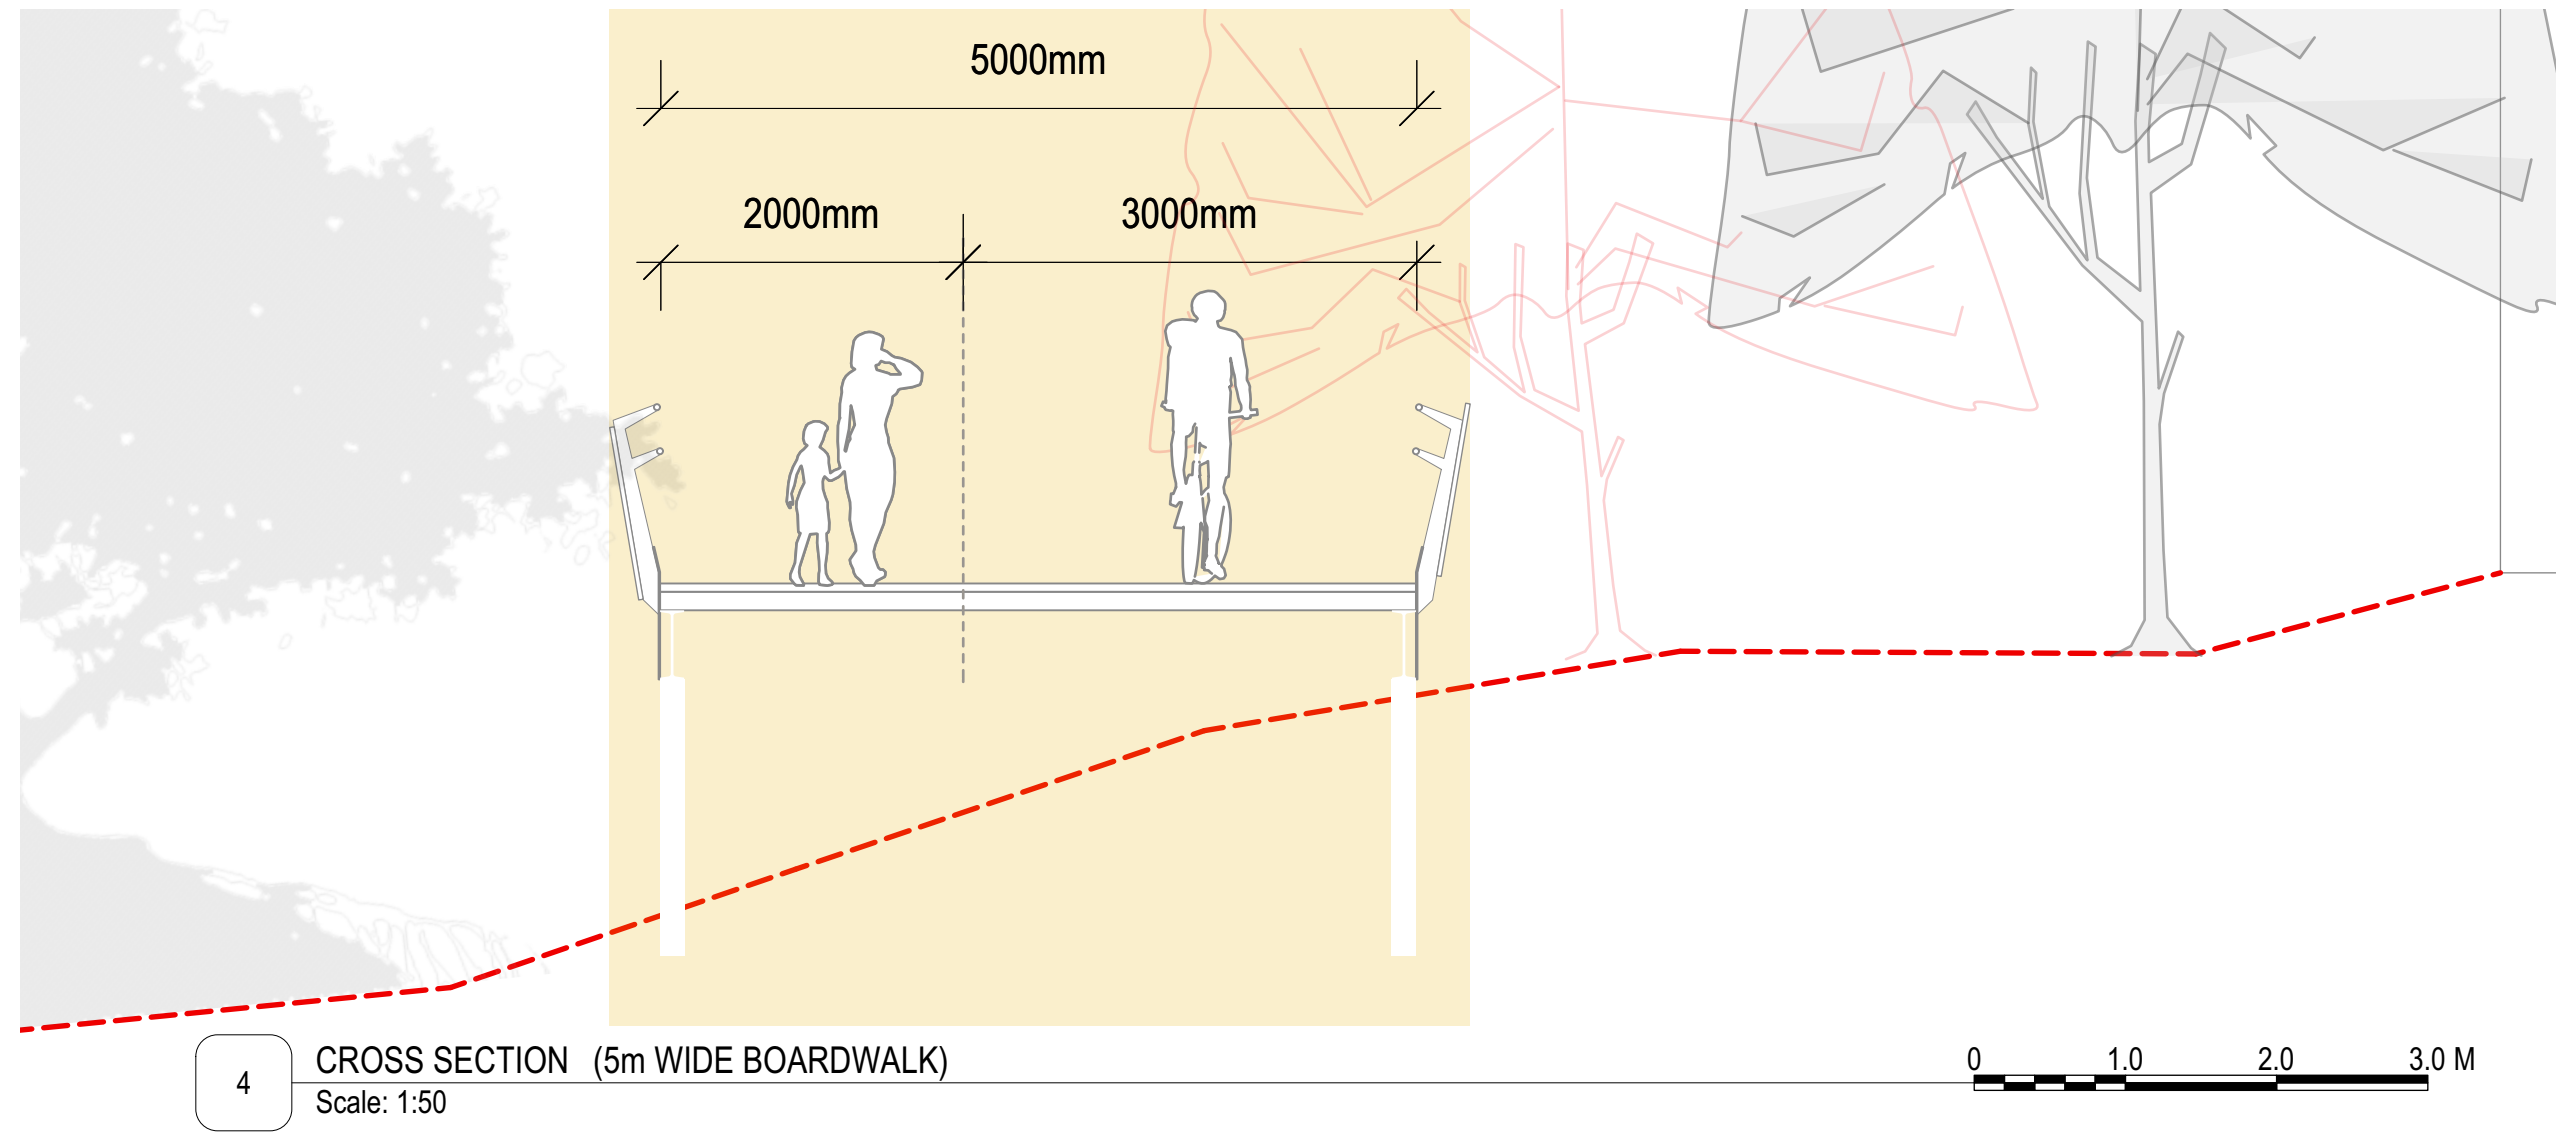 5000mm
2000mm 3000mm
4
CROSS SECTION (5m WIDE BOARDWALK)
Scale: 1:50
0 1.0 2.0 3.0 M